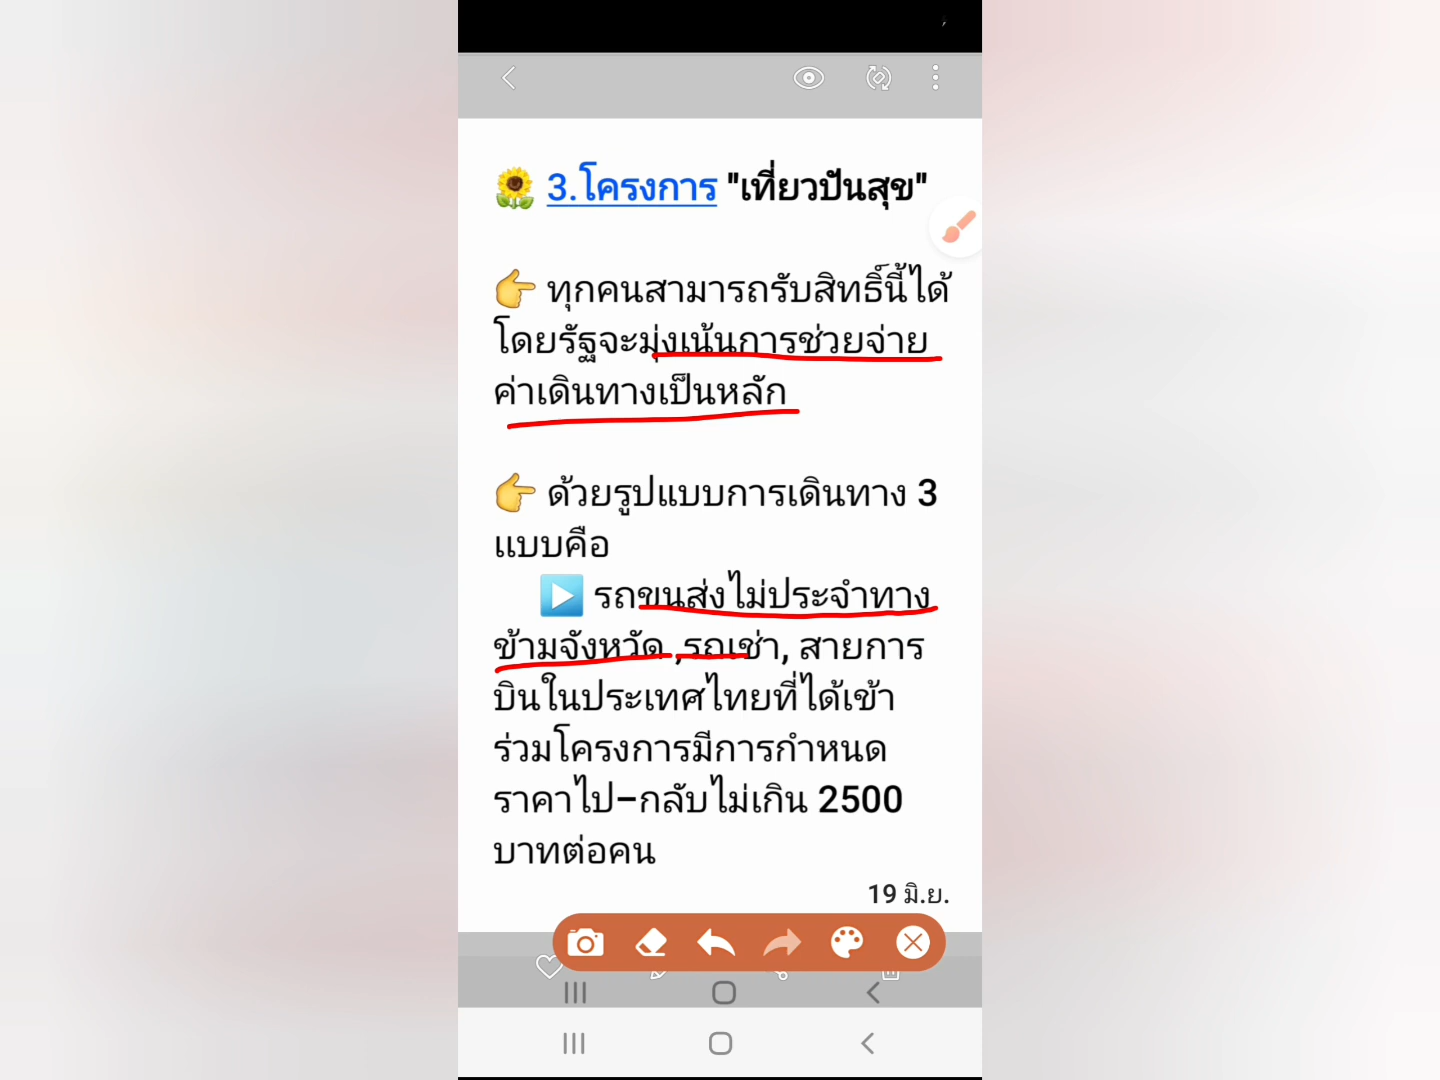 3.โครงการ "เที่ยวปันสุข"
ทุกคนสามารถรับสิทธิ์นี้ได้
โดยรัฐจะมุ่งเน้นการช่วยจ่าย
ค่าเดินทางเป็นหลัก
ด้วยรูปแบบการเดินทาง 3
แบบคือ
รถขนส่งไม่ประจำทาง
ข้ามจังหวัด ,รถเช่า, สายการ
บินในประเทศไทยที่ได้เข้า
ร่วมโครงการมีการกำหนด
ราคาไป–กลับไม่เกิน 2500
บาทต่อคน
19 มิ.ย.